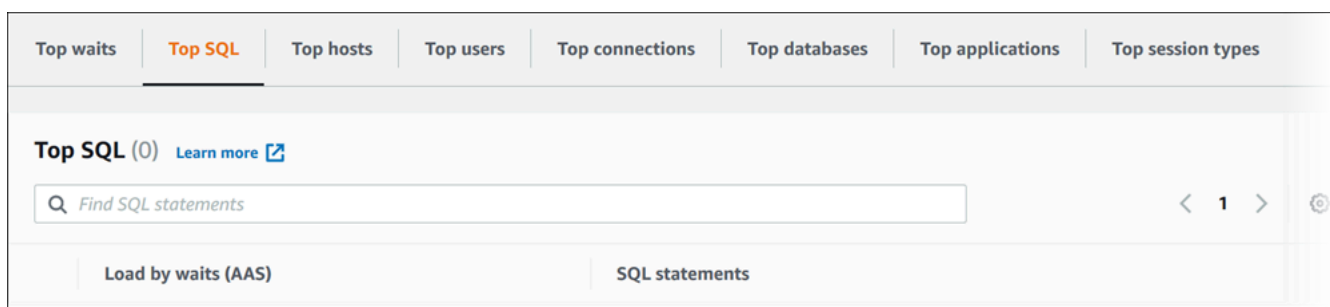 Top waits Top SQL Top hosts Top users Top connections Top databases Top applications Top session types
Top SQL (0) Learn more
Find SQL statements 1
Load by waits (AAS) SQL statements